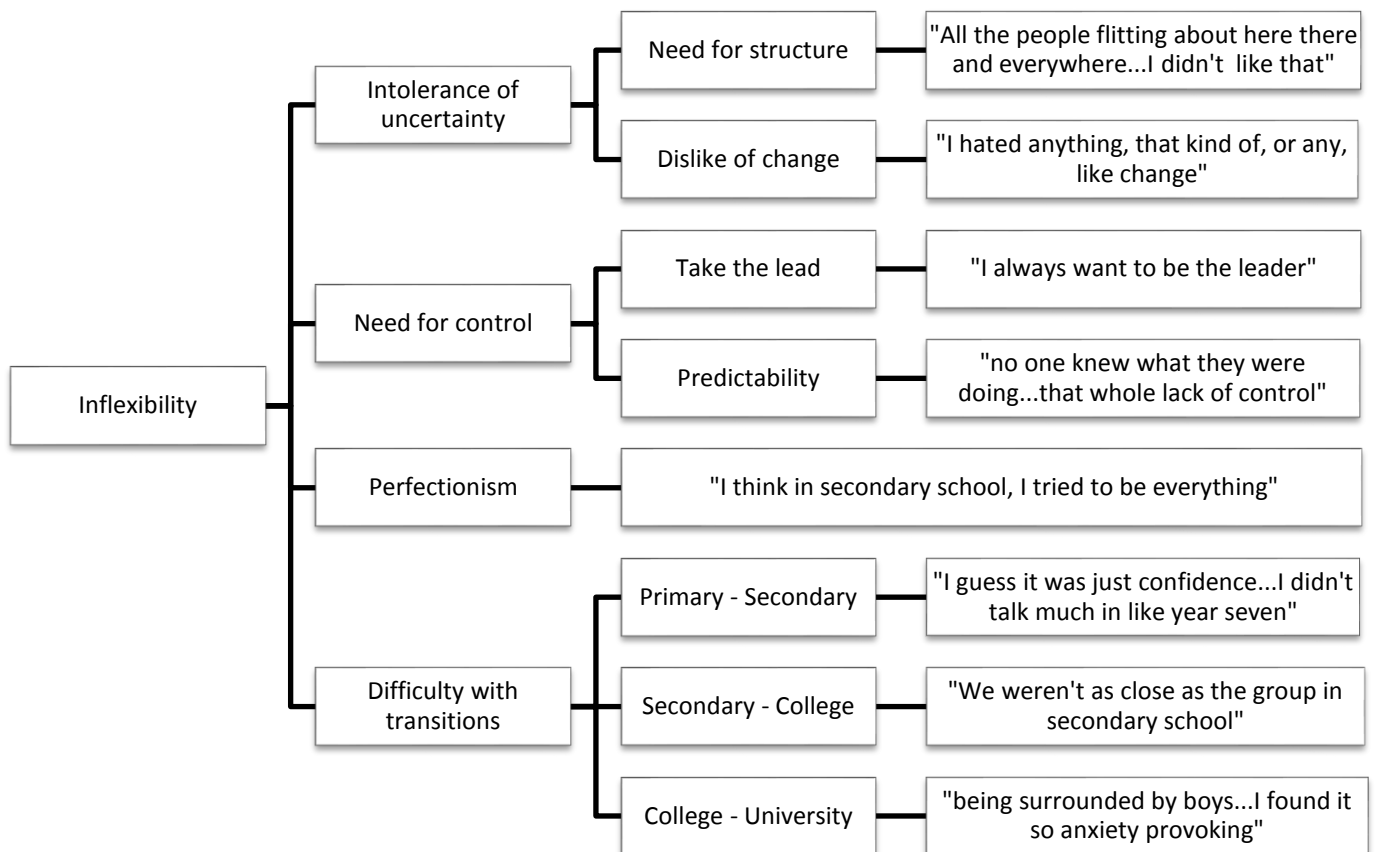 Inflexibility
Intolerance of
uncertainty
Need for structure
"All the people flitting about here there
and everywhere...I didn't  like that"
Dislike of change
"I hated anything, that kind of, or any,
like change"
Need for control
Take the lead
"I always want to be the leader"
Predictability
"no one knew what they were
doing...that whole lack of control"
Perfectionism
"I think in secondary school, I tried to be everything"
Difficulty with
transitions
Primary - Secondary
"I guess it was just confidence...I didn't
talk much in like year seven"
Secondary - College
"We weren't as close as the group in
secondary school"
College - University
"being surrounded by boys...I found it
so anxiety provoking"